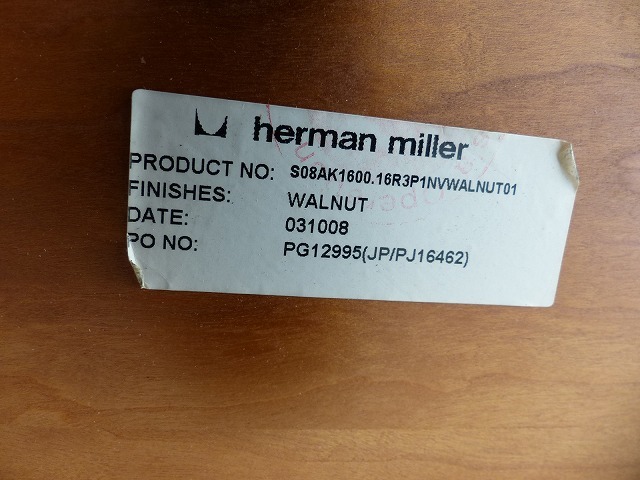 herman miller
PRODUCT NO: S08AK1600.16R3P1NVWALNUT01
FINISHES: WALNUT
DATE: 031008
PO NO: PG12995(JP/PJ16462)